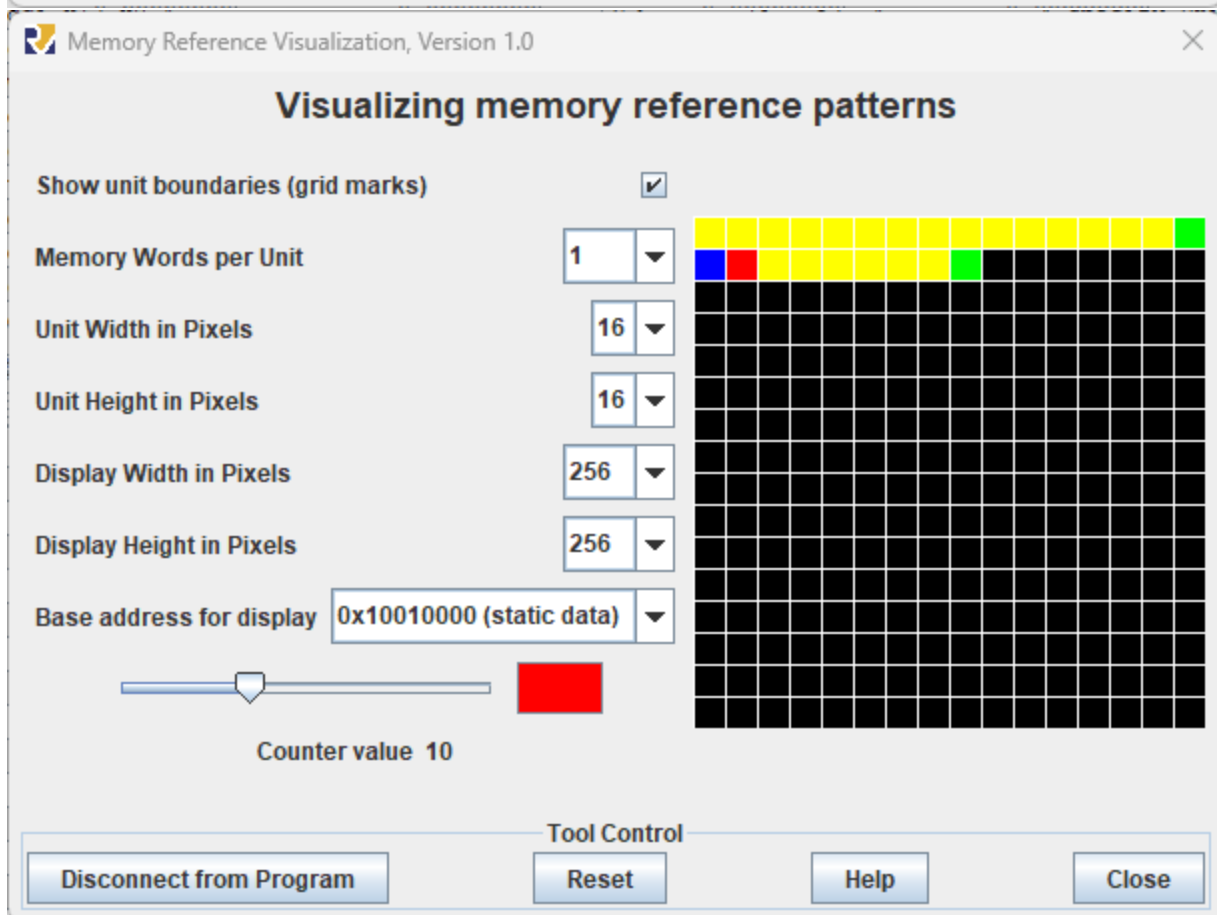 Memory Reference Visualization, Version 1.0
Visualizing memory reference patterns
Show unit boundaries (grid marks)
Memory Words per Unit 1
Unit Width in Pixels 16
Unit Height in Pixels 16
Display Width in Pixels 256
Display Height in Pixels 256
Base address for display 0x10010000 (static data)
Counter value 10
Tool Control
Disconnect from Program Reset Help Close